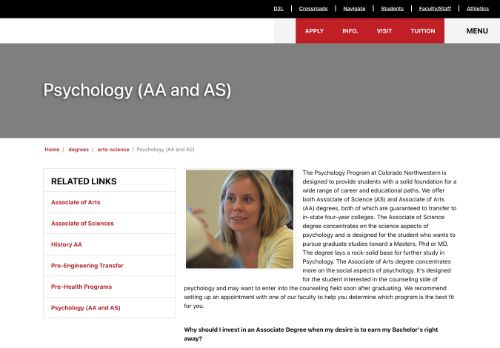 D2L Crossroads Navigate Students Faculty/Staff Athletics
APPLY INFO. VISIT TUITION MENU
Psychology (AA and AS)
Home / degrees / arts-science / Psychology (AA and AS)
RELATED LINKS
Associate of Arts
Associate of Sciences
History AA
Pre-Engineering Transfer
Pre-Health Programs
Psychology (AA and AS)
The Psychology Program at Colorado Northwestern is
designed to provide students with a solid foundation for a
wide range of career and educational paths. We offer
both Associate of Science (AS) and Associate of Arts
(AA) degrees, both of which are guaranteed to transfer to
in-state four-year colleges. The Associate of Science
degree concentrates on the science aspects of
psychology and is designed for the student who wants to
pursue graduate studies toward a Masters, Phd or MD.
The degree lays a rock-solid base for further study in
Psychology. The Associate of Arts degree concentrates
more on the social aspects of psychology. It's designed
for the student interested in the counseling side of
psychology and may want to enter into the counseling field soon after graduating. We recommend
setting up an appointment with one of our faculty to help you determine which program is the best fit
for you.
Why should I invest in an Associate Degree when my desire is to earn my Bachelor's right
away?